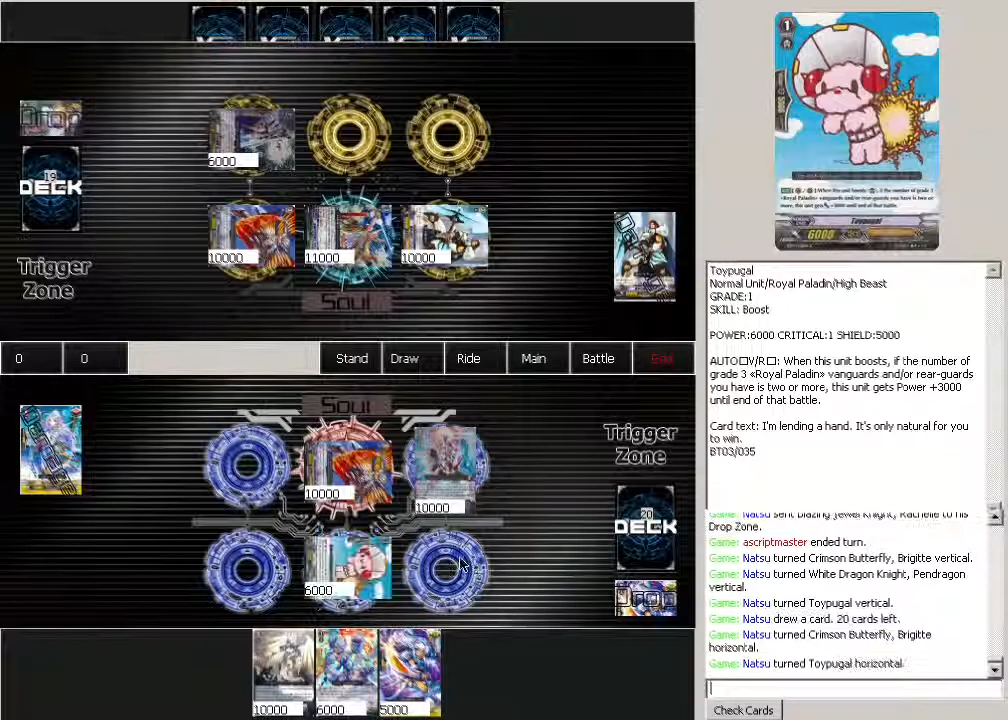 Drop
19
DECK
Trigger
Zone
6000
10000
11000
10000
Soul
0
0
Stand
Draw
Ride
Main
Battle
End
Soul
Trigger
Zone
10000
10000
6000
20
DECK
Drop
10000
6000
5000
Toypugal
6000
Toypugal
Normal Unit/Royal Paladin/High Beast
GRADE:1
SKILL: Boost
POWER:6000 CRITICAL:1 SHIELD:5000
AUTO□V/R□: When this unit boosts, if the number of
grade 3 «Royal Paladin» vanguards and/or rear-guards
you have is two or more, this unit gets Power +3000
until end of that battle.
Card text: I'm lending a hand. It's only natural for you
to win.
BT03/035
Game: Natsu sent Blazing Jewel Knight, Rachelle to his
Drop Zone.
Game: ascriptmaster ended turn.
Game: Natsu turned Crimson Butterfly, Brigitte vertical.
Game: Natsu turned White Dragon Knight, Pendragon
vertical.
Game: Natsu turned Toypugal vertical.
Game: Natsu drew a card. 20 cards left.
Game: Natsu turned Crimson Butterfly, Brigitte
horizontal.
Game: Natsu turned Toypugal horizontal.
Check Cards